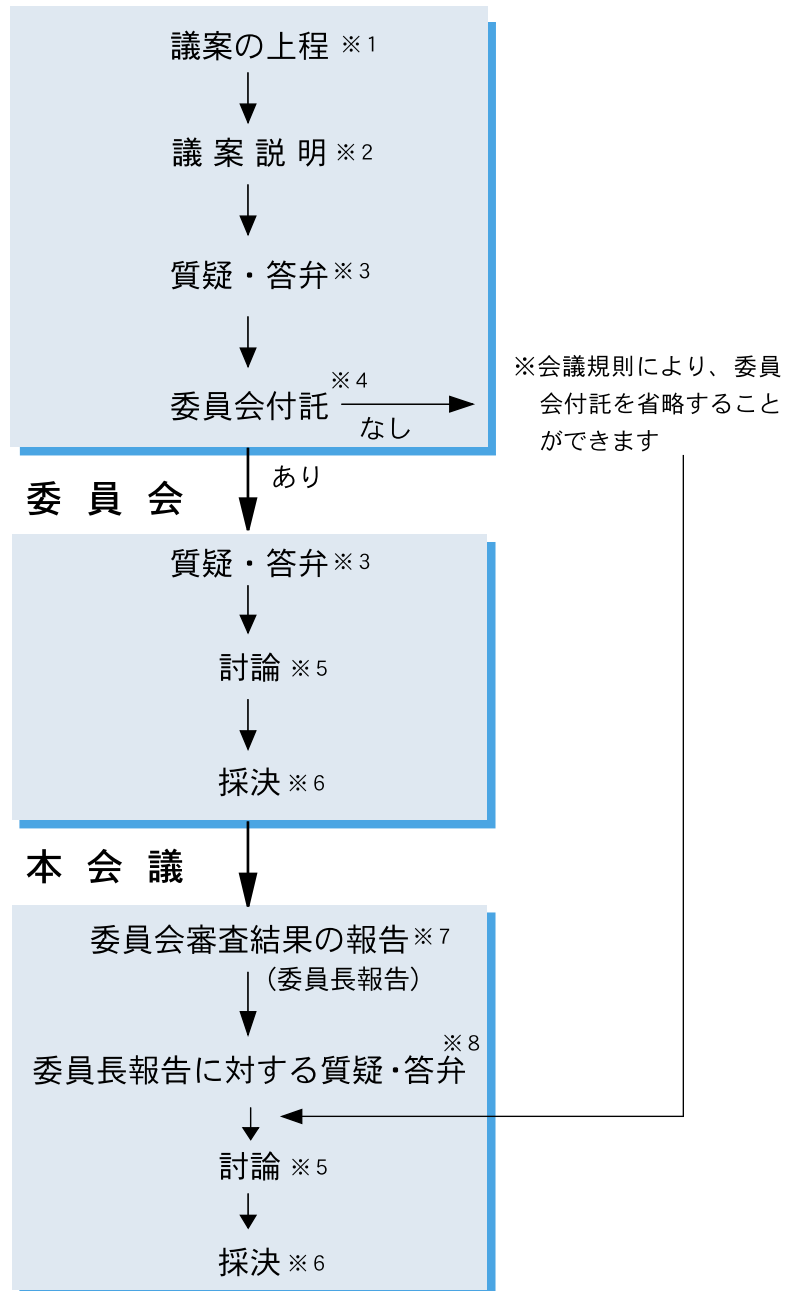 議案の上程 ※1
議案説明 ※2
質疑・答弁 ※3
委員会付託 ※4
なし
※会議規則により、委員
会付託を省略すること
ができます
あり
委員会
質疑・答弁 ※3
討論 ※5
採決 ※6
本会議
委員会審査結果の報告 ※7
（委員長報告）
委員長報告に対する質疑・答弁 ※8
討論 ※5
採決 ※6